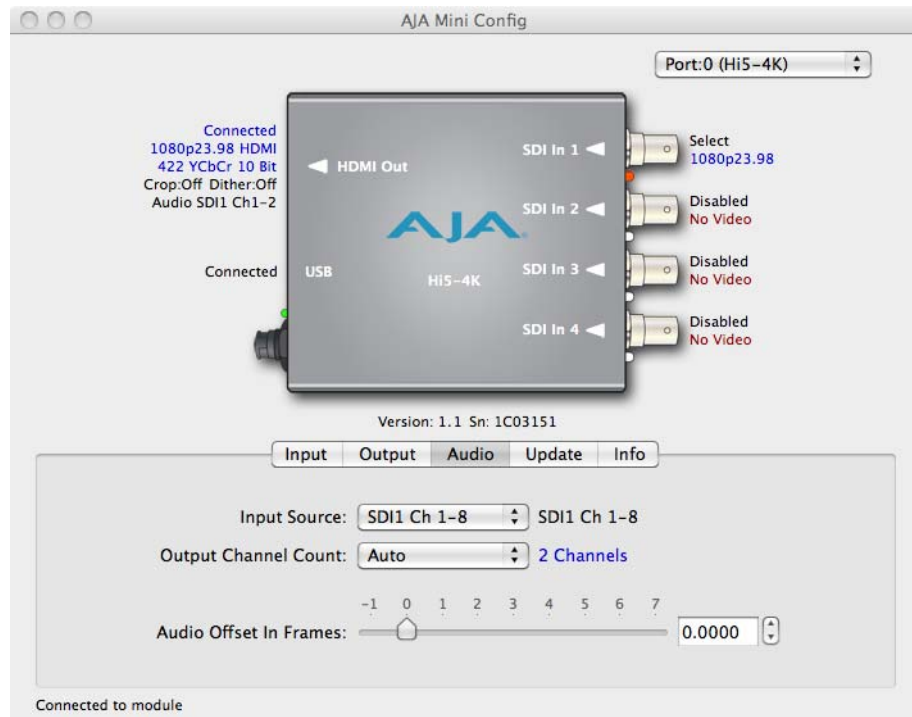 AJA Mini Config
Port:0 (Hi5-4K)
Connected
1080p23.98 HDMI
422 YCbCr 10 Bit
Crop:Off Dither:Off
Audio SDI1 Ch1-2
HDMI Out
SDI In 1
Select
1080p23.98
SDI In 2
Disabled
No Video
AJA
Connected
USB
Hi5-4K
SDI In 3
Disabled
No Video
SDI In 4
Disabled
No Video
Version: 1.1 Sn: 1C03151
Input Output Audio Update Info
Input Source: SDI1 Ch 1-8 SDI1 Ch 1-8
Output Channel Count: Auto 2 Channels
-1 0 1 2 3 4 5 6 7
Audio Offset In Frames: 0.0000
Connected to module